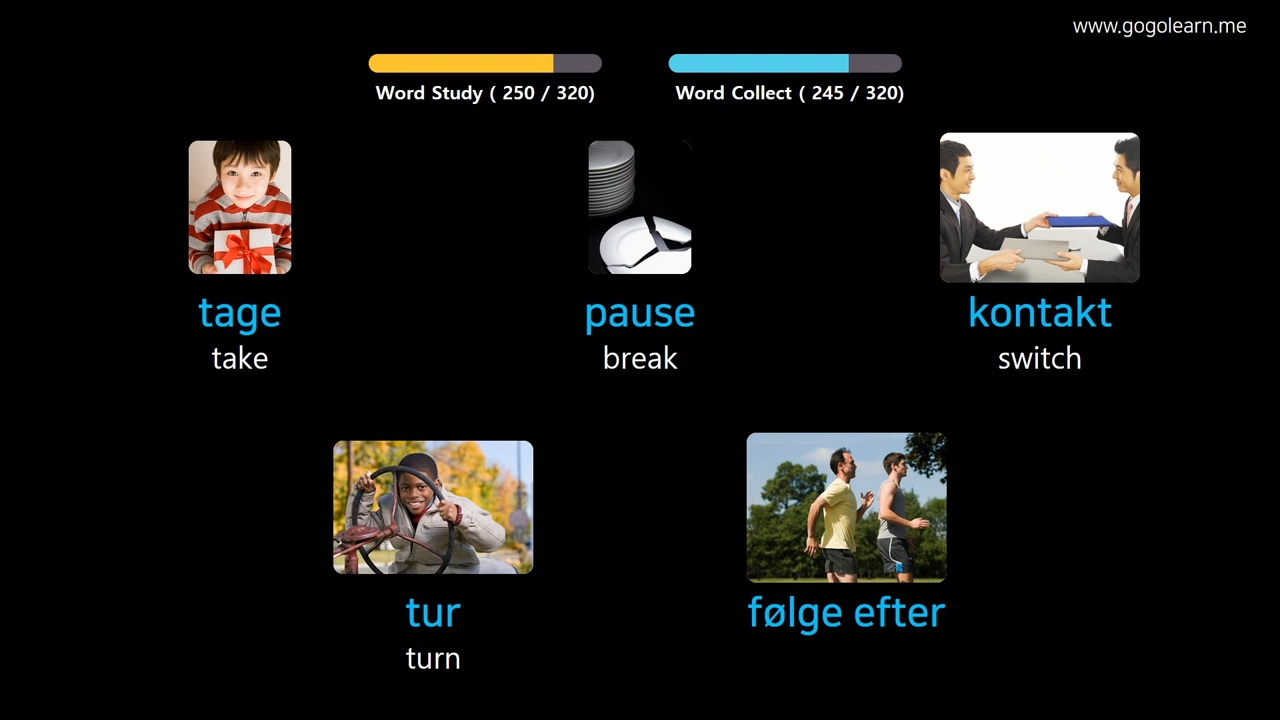 www.gogolearn.me
Word Study ( 250 / 320)
Word Collect ( 245 / 320)
tage
take
pause
break
kontakt
switch
tur
turn
følge efter